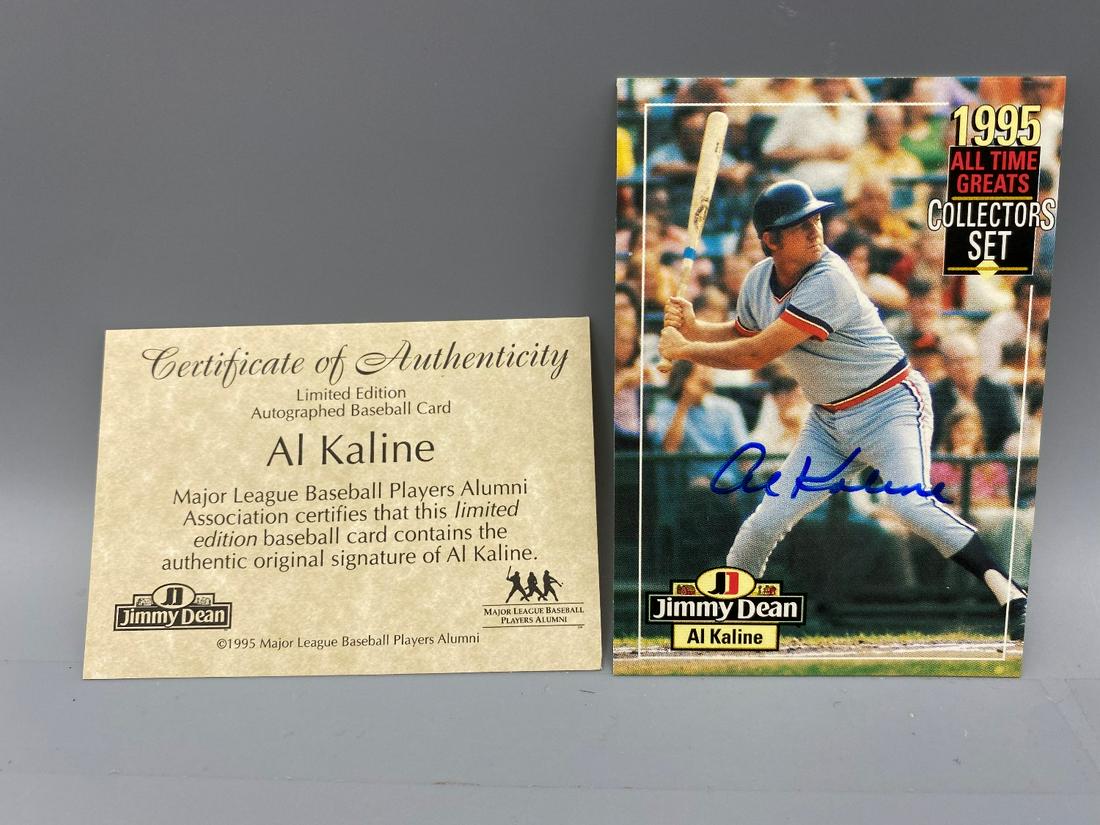 Certificate of Authenticity
Limited Edition
Autographed Baseball Card
Al Kaline
Major League Baseball Players Alumni
Association certifies that this limited
edition baseball card contains the
authentic original signature of Al Kaline.
JD
Jimmy Dean
MAJOR LEAGUE BASEBALL
PLAYERS ALUMNI
©1995 Major League Baseball Players Alumni
1995
ALL TIME
GREATS
COLLECTORS
SET
Al Kaline
JD
Jimmy Dean
Al Kaline